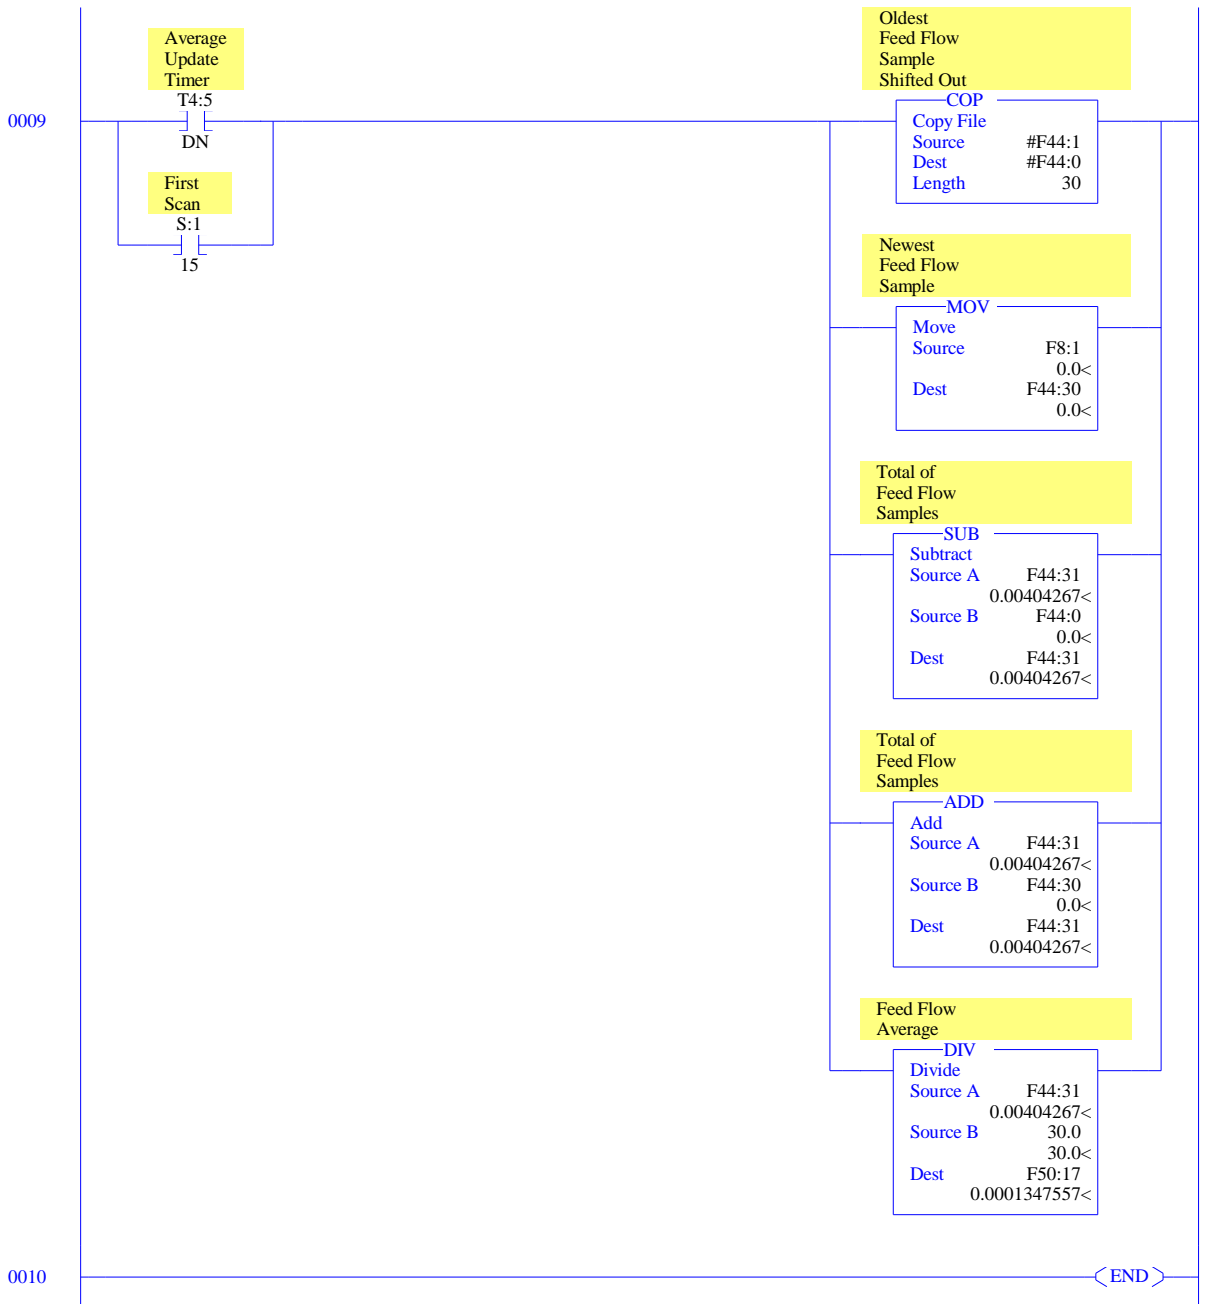 Average
Update
Timer
T4:5
DN
0009
First
Scan
S:1
15
Oldest
Feed Flow
Sample
Shifted Out
COP
Copy File
Source #F44:1
Dest #F44:0
Length 30
Newest
Feed Flow
Sample
MOV
Move
Source F8:1
0.0<
Dest F44:30
0.0<
Total of
Feed Flow
Samples
SUB
Subtract
Source A F44:31
0.00404267<
Source B F44:0
0.0<
Dest F44:31
0.00404267<
Total of
Feed Flow
Samples
ADD
Add
Source A F44:31
0.00404267<
Source B F44:30
0.0<
Dest F44:31
0.00404267<
Feed Flow
Average
DIV
Divide
Source A F44:31
0.00404267<
Source B 30.0
30.0<
Dest F50:17
0.0001347557<
0010
END